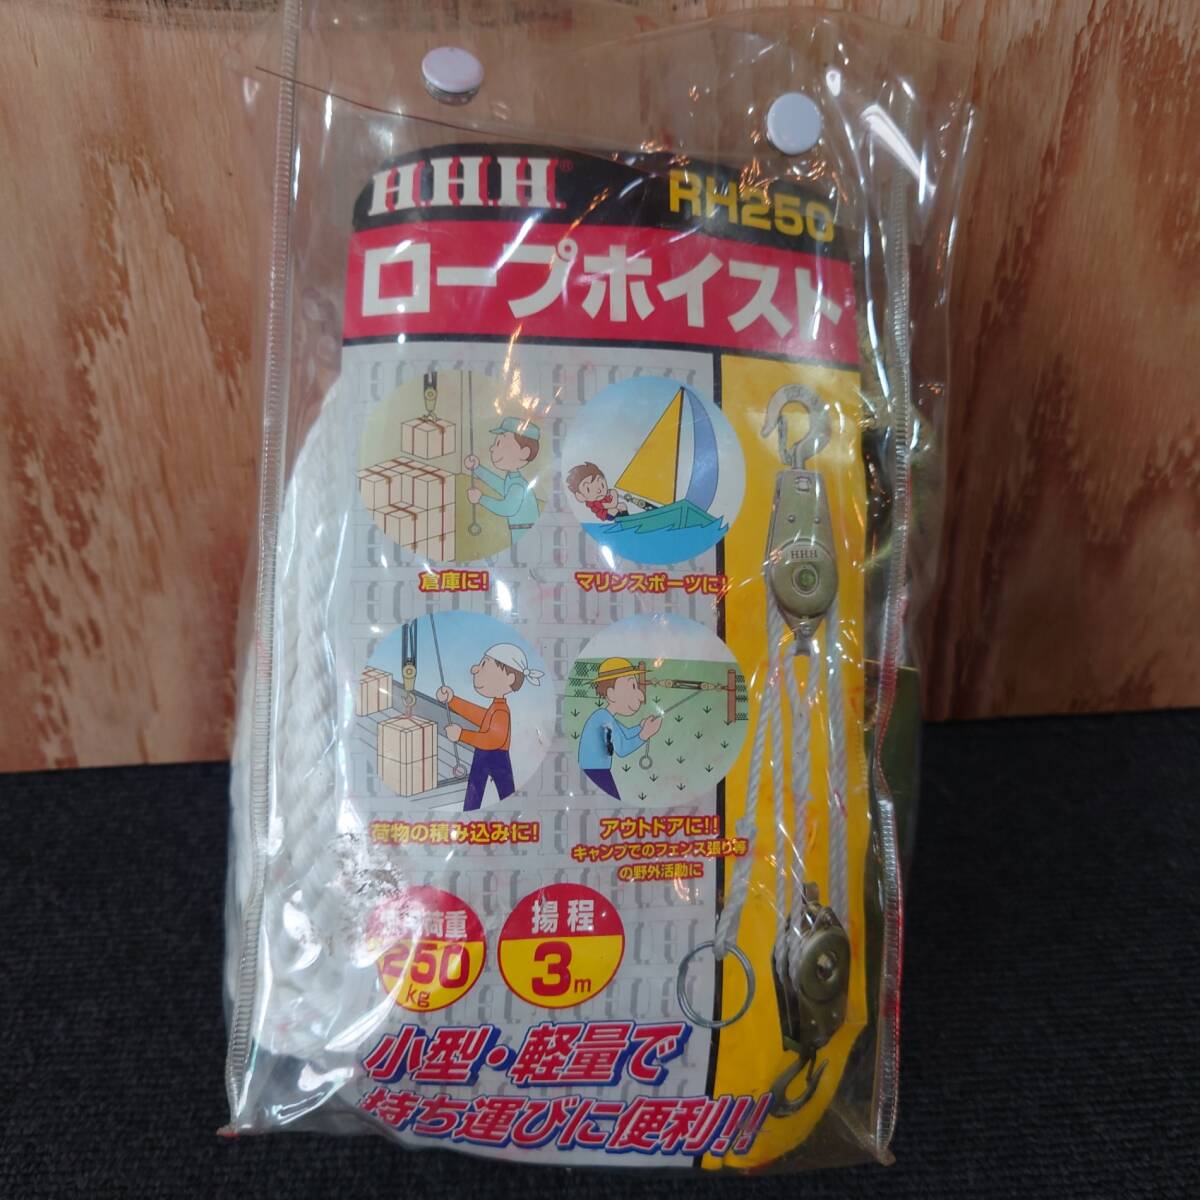 H.H.H.®
RH250
ロープホイスト
倉庫に!
マリンスポーツに!
HHH
荷物の積み込みに!
アウトドアに!!
キャンプでのフェンス張り等
の野外活動に
荷重
250
kg
揚程
3m
小型・軽量で
持ち運びに便利!!